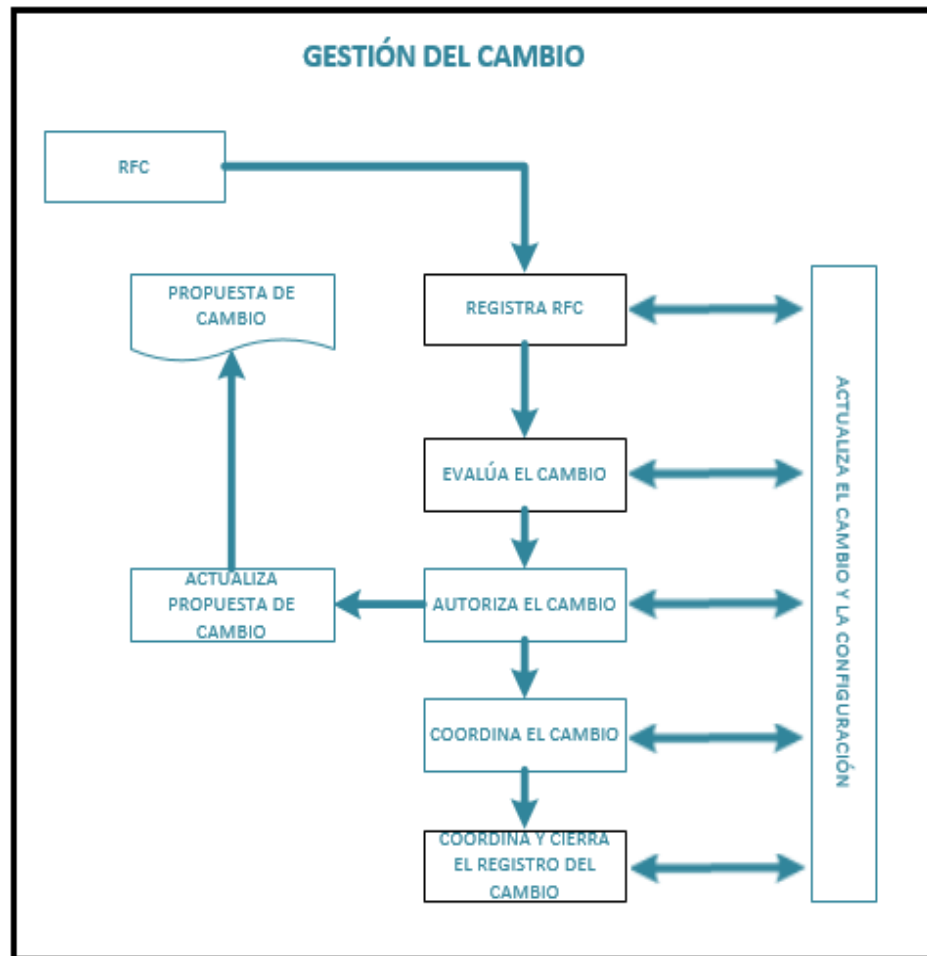 GESTIÓN DEL CAMBIO
RFC
PROPUESTA DE
CAMBIO
REGISTRA RFC
EVALÚA EL CAMBIO
ACTUALIZA
PROPUESTA DE
CAMBIO
AUTORIZA EL CAMBIO
COORDINA EL CAMBIO
COORDINA Y CIERRA
EL REGISTRO DEL
CAMBIO
ACTUALIZA EL CAMBIO Y LA CONFIGURACIÓN